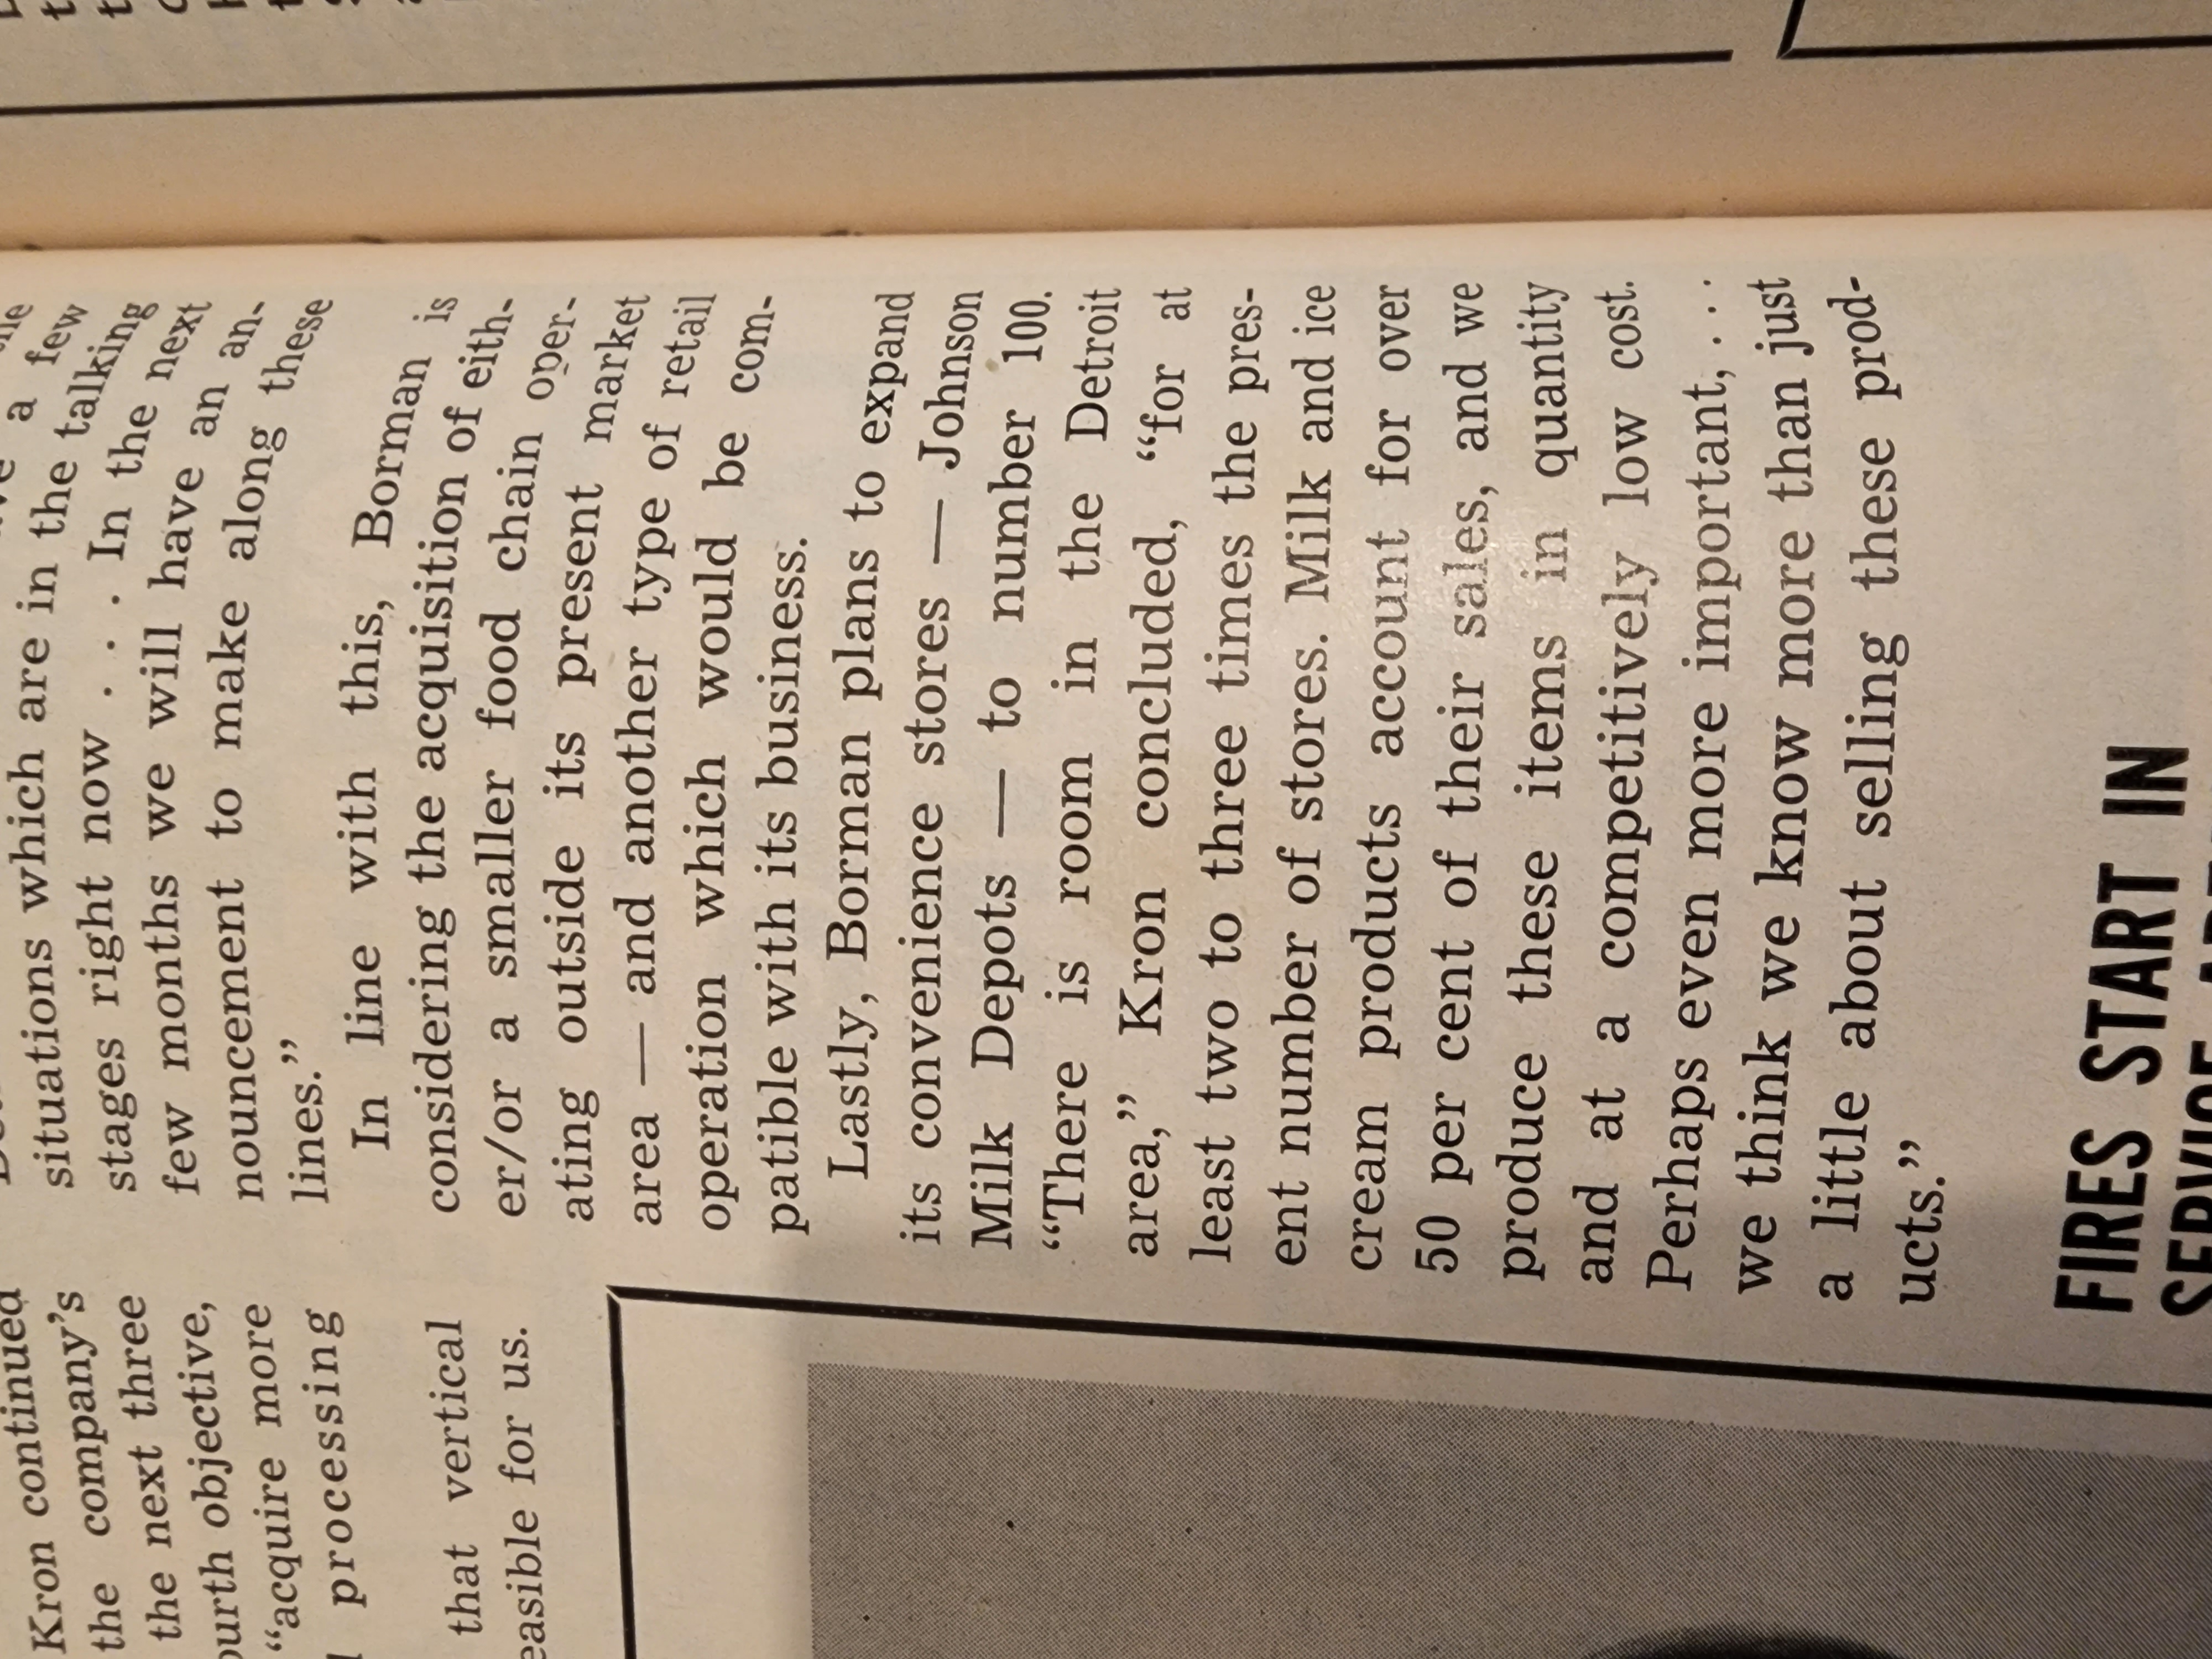 Kron continued
the company's
the next three
ourth objective,
"acquire more
processing
that vertical
easible for us.
a few
situations which are in the talking
stages right now . . . In the next
few months we will have an an-
nouncement to make along these
lines."
In line with this, Borman is
considering the acquisition of eith-
er/or a smaller food chain oper-
ating outside its present market
area — and another type of retail
operation which would be com-
patible with its business.
Lastly, Borman plans to expand
its convenience stores — Johnson
Milk Depots — to number 100.
"There is room in the Detroit
area," Kron concluded, "for at
least two to three times the pres-
ent number of stores. Milk and ice
cream products account for over
50 per cent of their sales, and we
produce these items in quantity
and at a competitively low cost.
Perhaps even more important, . . .
we think we know more than just
a little about selling these prod-
ucts."
FIRES START IN